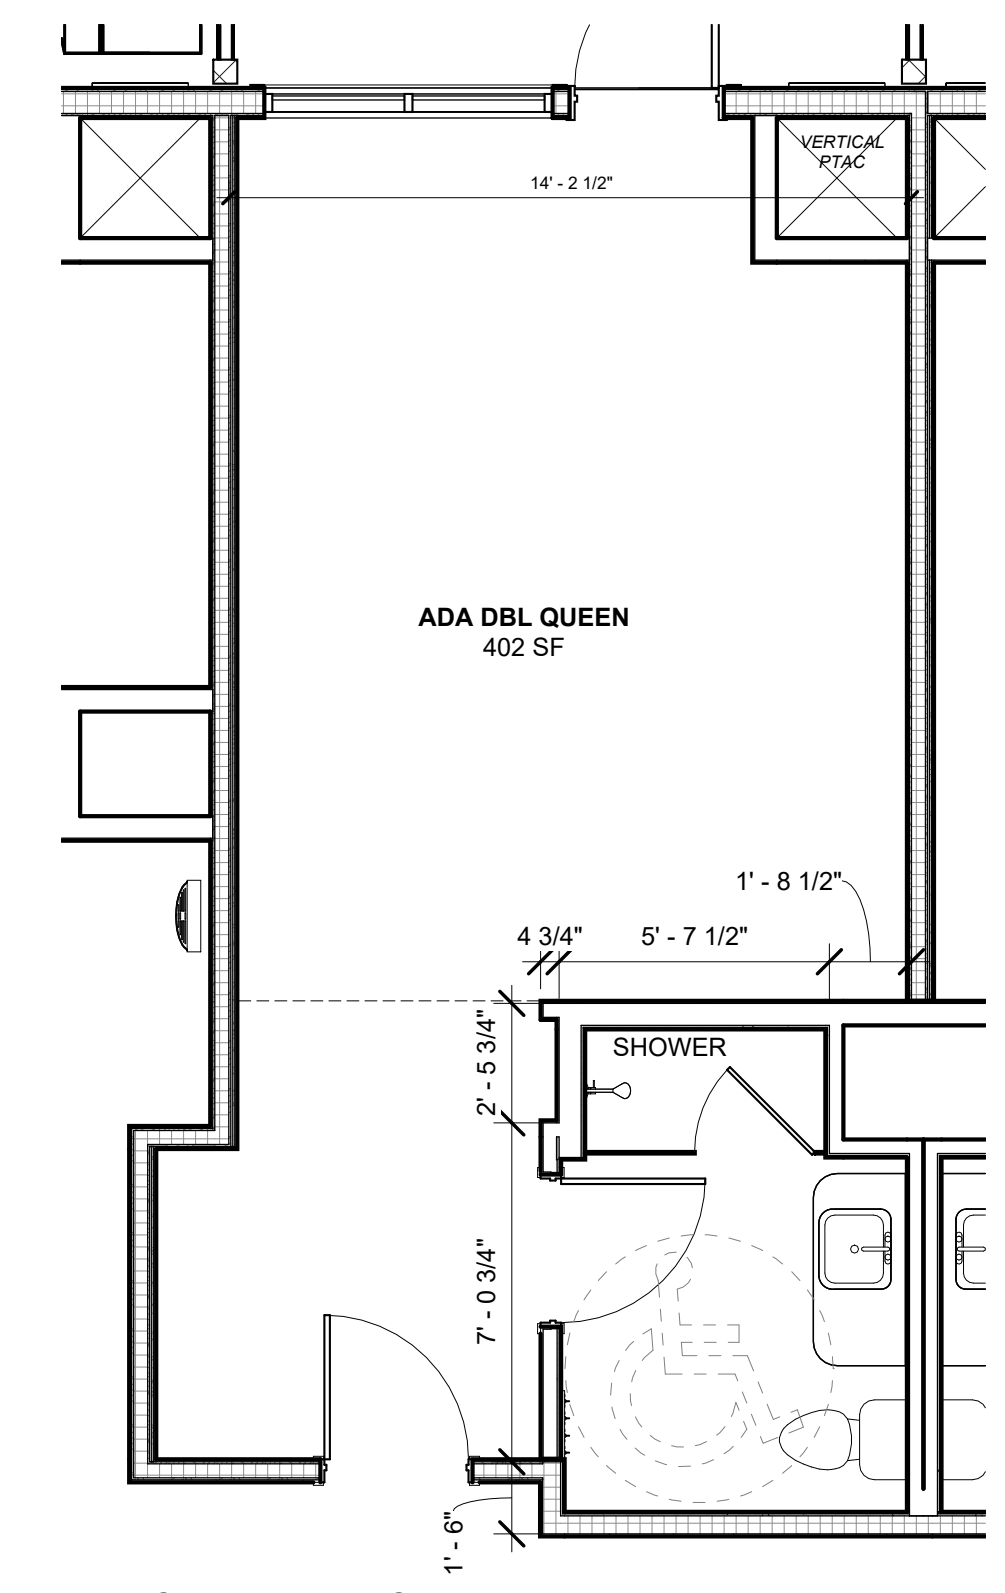 VERTICAL
PTAC
14' - 2 1/2"
ADA DBL QUEEN
402 SF
1' - 8 1/2"
4 3/4"
5' - 7 1/2"
2' - 5 3/4"
SHOWER
7' - 0 3/4"
1' - 6"